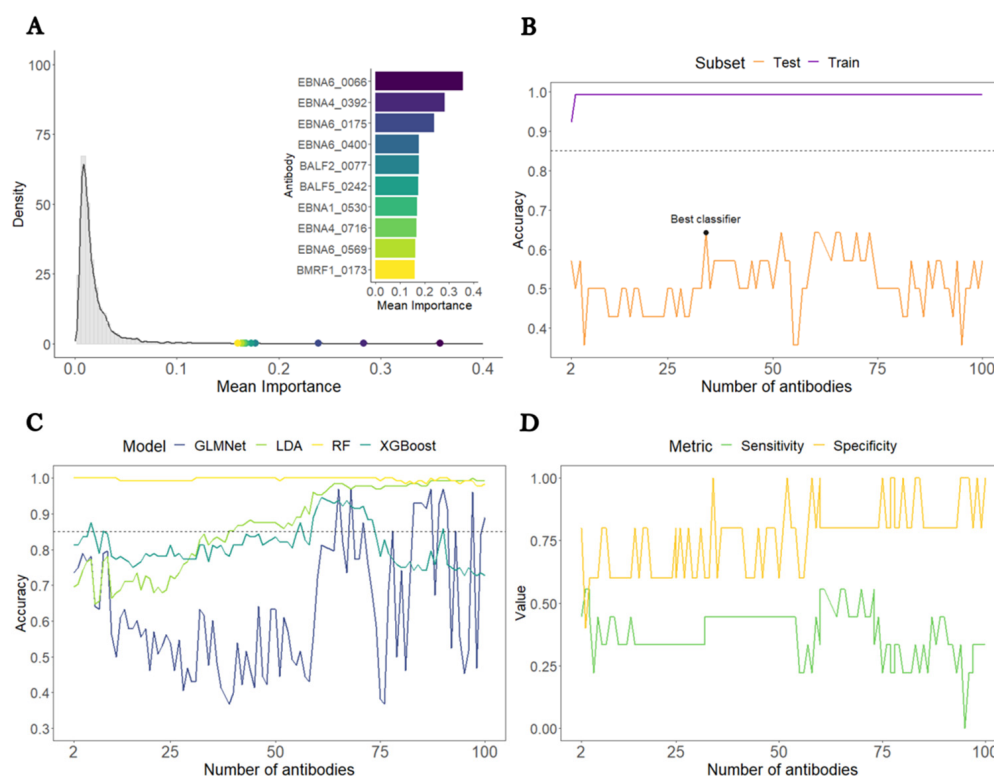 A
100
75
50
25
0
Density
0.0 0.1 0.2 0.3 0.4
Mean Importance
Antibody
EBNA6_0066
EBNA4_0392
EBNA6_0175
EBNA6_0400
BALF2_0077
BALF5_0242
EBNA1_0530
EBNA4_0716
EBNA6_0569
BMRF1_0173
0.0 0.1 0.2 0.3 0.4
Mean Importance
B
Subset Test Train
1.0
0.9
0.8
0.7
0.6
0.5
0.4
Accuracy
Best classifier
2 25 50 75 100
Number of antibodies
C
Model GLMNet LDA RF XGBoost
1.0
0.9
0.8
0.7
0.6
0.5
0.4
0.3
Accuracy
2 25 50 75 100
Number of antibodies
D
Metric Sensitivity Specificity
1.00
0.75
0.50
0.25
0.00
Value
2 25 50 75 100
Number of antibodies